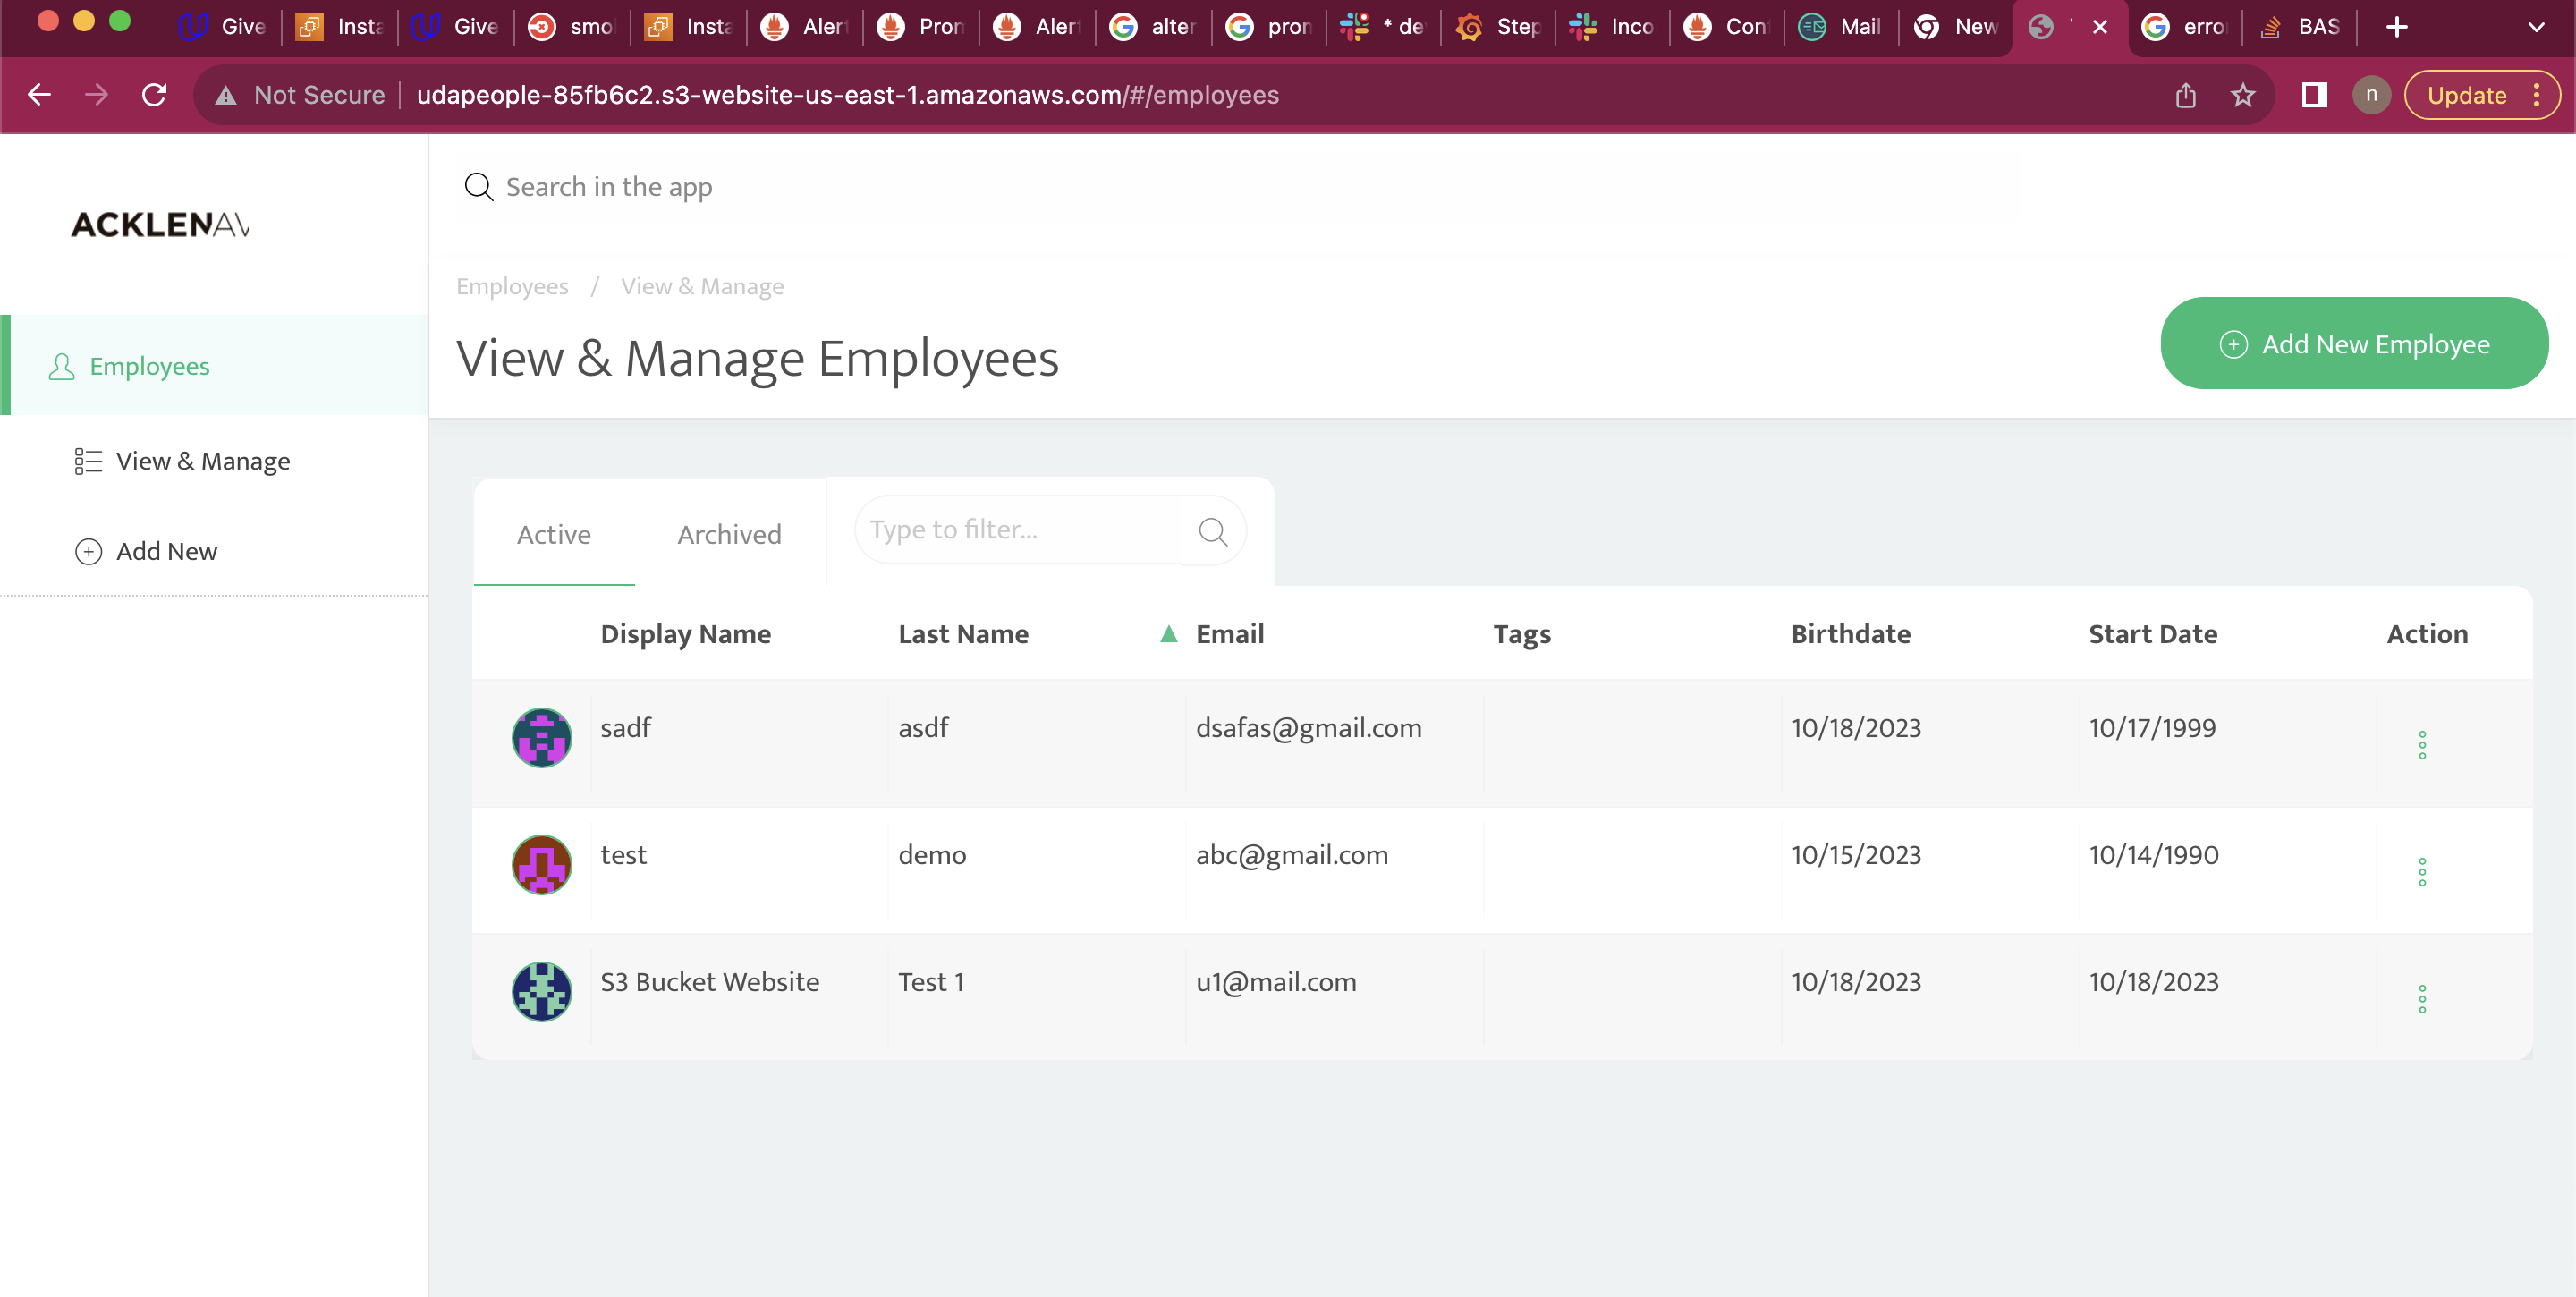 Give Insta Give smo Insta Aler Pron Aler alter pron * de Step Inco Con Mail New erro BAS
Not Secure udapeople-85fb6c2.s3-website-us-east-1.amazonaws.com/#/employees n Update
Search in the app
ACKLENAV
Employees / View & Manage
View & Manage Employees
Add New Employee
Employees
View & Manage
Add New
Active Archived Type to filter...
Display Name Last Name Email Tags Birthdate Start Date Action
sadf asdf dsafas@gmail.com 10/18/2023 10/17/1999
test demo abc@gmail.com 10/15/2023 10/14/1990
S3 Bucket Website Test 1 u1@mail.com 10/18/2023 10/18/2023